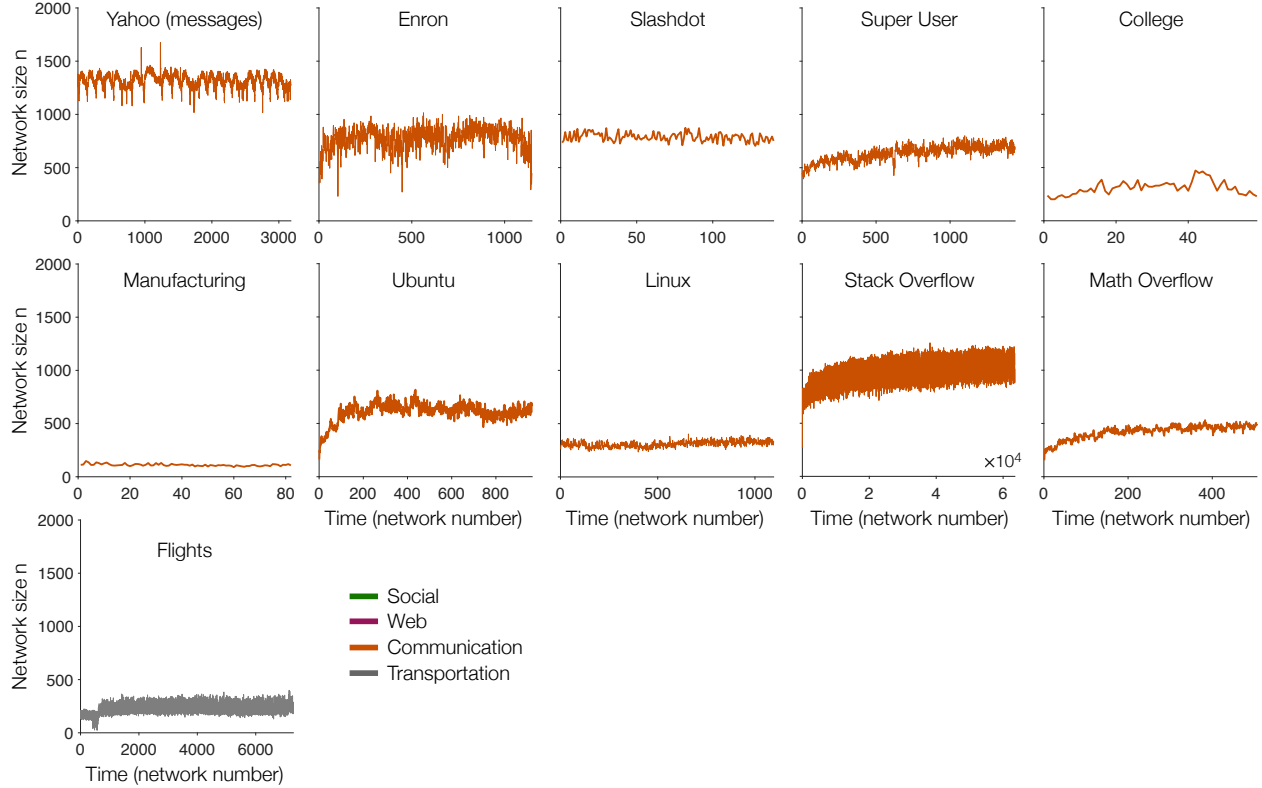 Yahoo (messages)
Enron
Slashdot
Super User
College
Network size n
2000
1500
1000
500
0
0 1000 2000 3000
0 500 1000
0 50 100
0 500 1000
0 20 40
Manufacturing
Ubuntu
Linux
Stack Overflow
Math Overflow
Network size n
2000
1500
1000
500
0
×10⁴
0 20 40 60 80
0 200 400 600 800
0 500 1000
0 2 4 6
0 200 400
Time (network number)
Time (network number)
Time (network number)
Time (network number)
Flights
Network size n
2000
1500
1000
500
0
0 2000 4000 6000
Time (network number)
Social
Web
Communication
Transportation